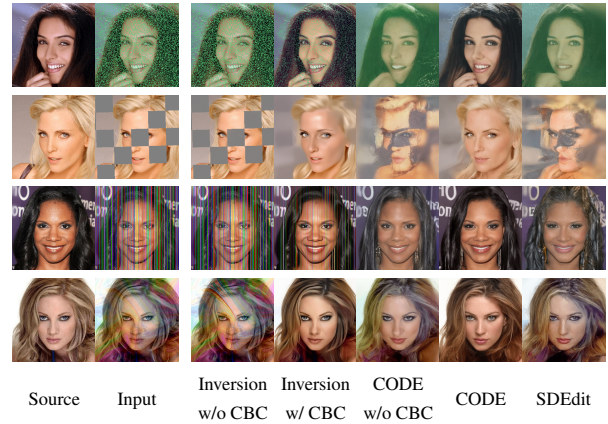 Inversion Inversion CODE
Source Input CODE SDEdit
w/o CBC w/ CBC w/o CBC